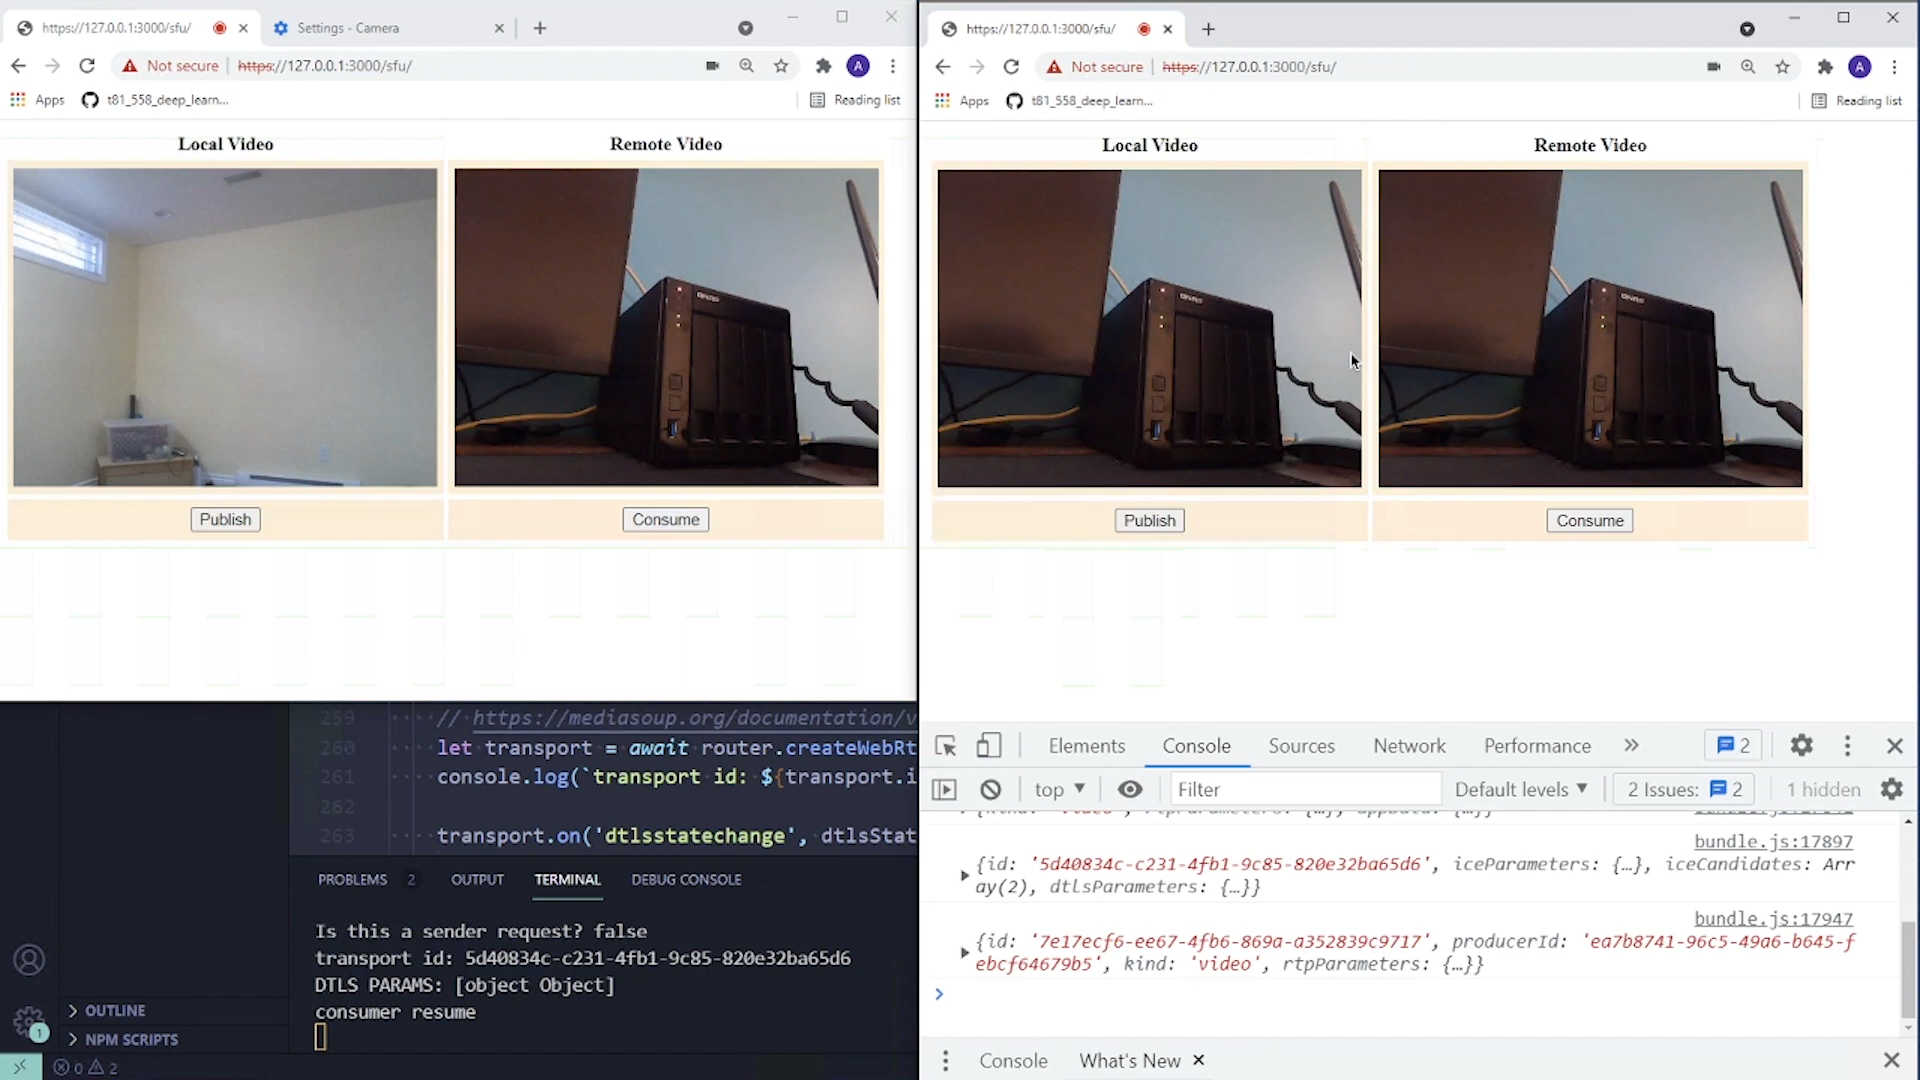 https://127.0.0.1:3000/sfu/
Settings - Camera
Not secure
https://127.0.0.1:3000/sfu/
Apps
t81_558_deep_learn...
Reading list
Local Video
Remote Video
Publish
Consume
https://127.0.0.1:3000/sfu/
Not secure
https://127.0.0.1:3000/sfu/
A
A
Apps
t81_558_deep_learn...
Reading list
Local Video
Remote Video
Publish
Consume
259 // https://mediasoup.org/documentation/v
260 let transport = await router.createWebRt
261 console.log(`transport id: ${transport.i
262
263 transport.on('dtlsstatechange', dtlsStat
PROBLEMS 2 OUTPUT TERMINAL DEBUG CONSOLE
Is this a sender request? false
transport id: 5d40834c-c231-4fb1-9c85-820e32ba65d6
DTLS PARAMS: [object Object]
consumer resume
OUTLINE
NPM SCRIPTS
1
0 2
Elements Console Sources Network Performance 2
top Filter Default levels 2 Issues: 2 1 hidden
bundle.js:17897
{id: '5d40834c-c231-4fb1-9c85-820e32ba65d6', iceParameters: {…}, iceCandidates: Arr
ay(2), dtlsParameters: {…}}
bundle.js:17947
{id: '7e17ecf6-ee67-4fb6-869a-a352839c9717', producerId: 'ea7b8741-96c5-49a6-b645-f
ebcf64679b5', kind: 'video', rtpParameters: {…}}
Console What's New